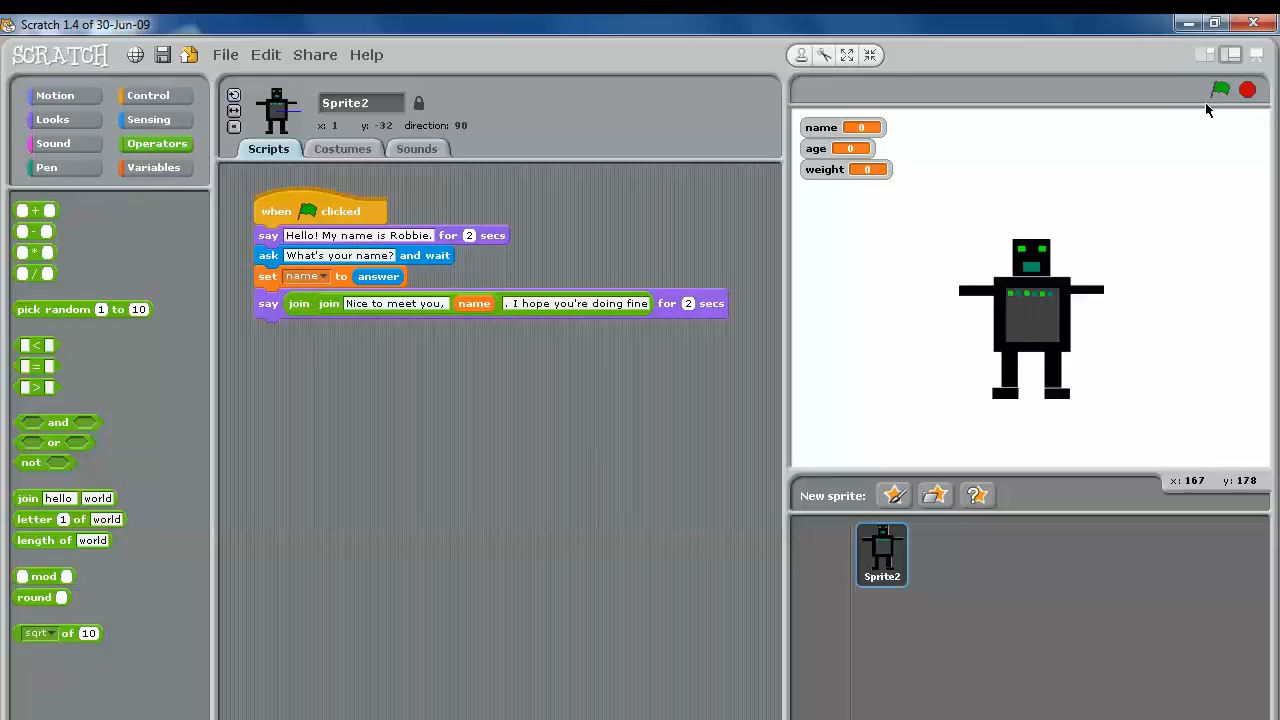 Scratch 1.4 of 30-Jun-09
SCRATCH File Edit Share Help
Motion Control
Looks Sensing
Sound Operators
Pen Variables
+
-
*
/
pick random 1 to 10
<
=
>
and
or
not
join hello world
letter 1 of world
length of world
mod
round
sqrt of 10
Sprite2
x: 1 y: -32 direction: 90
Scripts Costumes Sounds
when clicked
say Hello! My name is Robbie. for 2 secs
ask What's your name? and wait
set name to answer
say join join Nice to meet you, name . I hope you're doing fine for 2 secs
name 0
age 0
weight 0
x: 167 y: 178
New sprite:
Sprite2